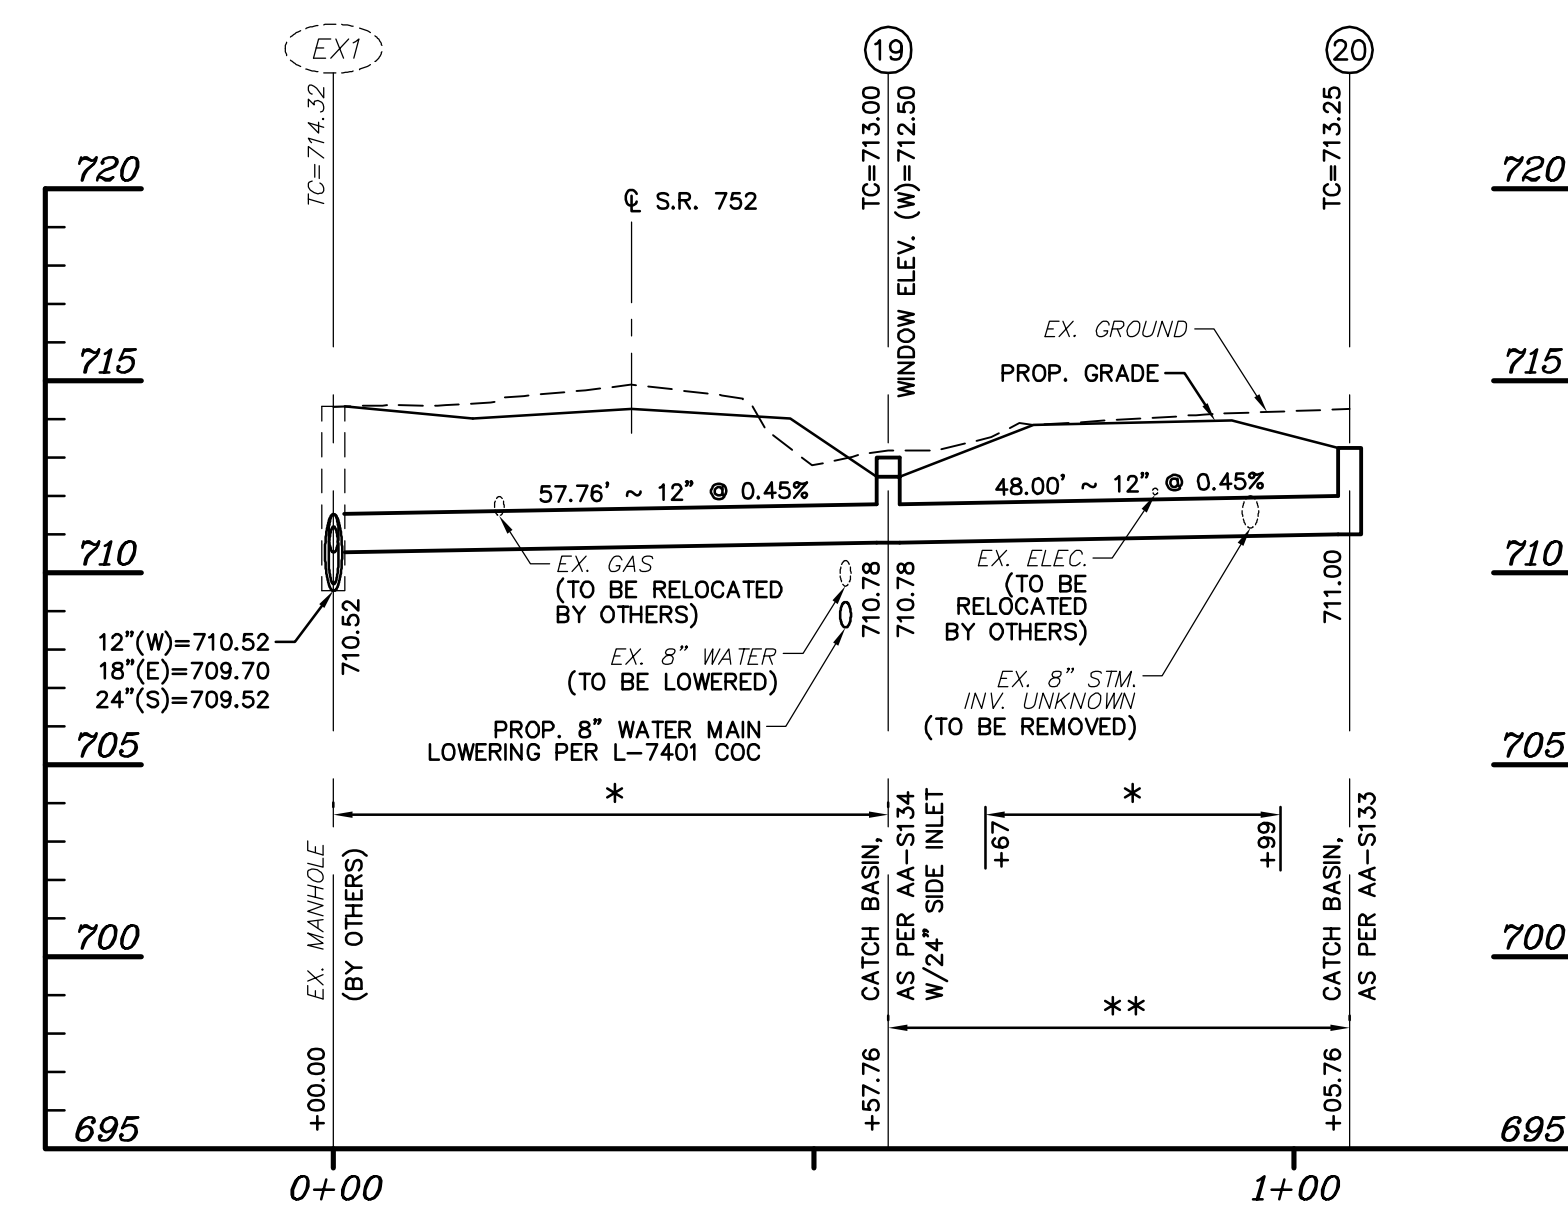 EX1
19
20
TC=714.32
TC=713.00
WINDOW ELEV. (W)=712.50
TC=713.25
720
720
℄ S.R. 752
EX. GROUND
715
PROP. GRADE
715
57.76' ~ 12" @ 0.45%
48.00' ~ 12" @ 0.45%
710
EX. GAS
(TO BE RELOCATED
BY OTHERS)
EX. ELEC.
(TO BE
RELOCATED
BY OTHERS)
710
710.52
710.78
710.78
711.00
12"(W)=710.52
18"(E)=709.70
24"(S)=709.52
EX. 8" WATER
(TO BE LOWERED)
EX. 8" STM.
INV. UNKNOWN
(TO BE REMOVED)
PROP. 8" WATER MAIN
LOWERING PER L-7401 COC
705
705
*
*
+67
+99
EX. MANHOLE
(BY OTHERS)
CATCH BASIN,
AS PER AA-S134
W/24" SIDE INLET
CATCH BASIN,
AS PER AA-S133
700
700
**
+00.00
+57.76
+05.76
695
695
0+00
1+00